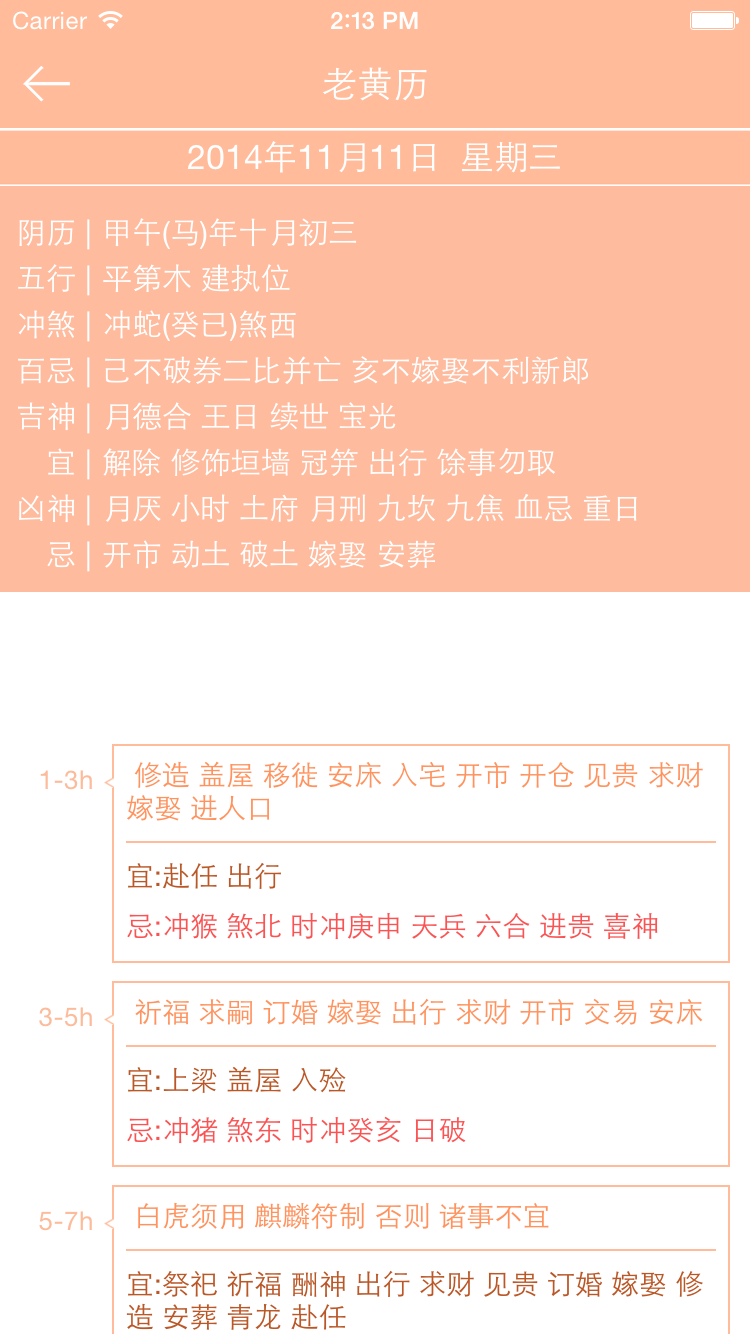 Carrier 2:13 PM
老黄历
2014年11月11日 星期三
阴历 | 甲午(马)年十月初三
五行 | 平第木 建执位
冲煞 | 冲蛇(癸已)煞西
百忌 | 己不破券二比并亡 亥不嫁娶不利新郎
吉神 | 月德合 王日 续世 宝光
宜 | 解除 修饰垣墙 冠笄 出行 馀事勿取
凶神 | 月厌 小时 土府 月刑 九坎 九焦 血忌 重日
忌 | 开市 动土 破土 嫁娶 安葬
1-3h
修造 盖屋 移徙 安床 入宅 开市 开仓 见贵 求财
嫁娶 进人口
宜:赴任 出行
忌:冲猴 煞北 时冲庚申 天兵 六合 进贵 喜神
3-5h
祈福 求嗣 订婚 嫁娶 出行 求财 开市 交易 安床
宜:上梁 盖屋 入殓
忌:冲猪 煞东 时冲癸亥 日破
5-7h
白虎须用 麒麟符制 否则 诸事不宜
宜:祭祀 祈福 酬神 出行 求财 见贵 订婚 嫁娶 修
造 安葬 青龙 赴任